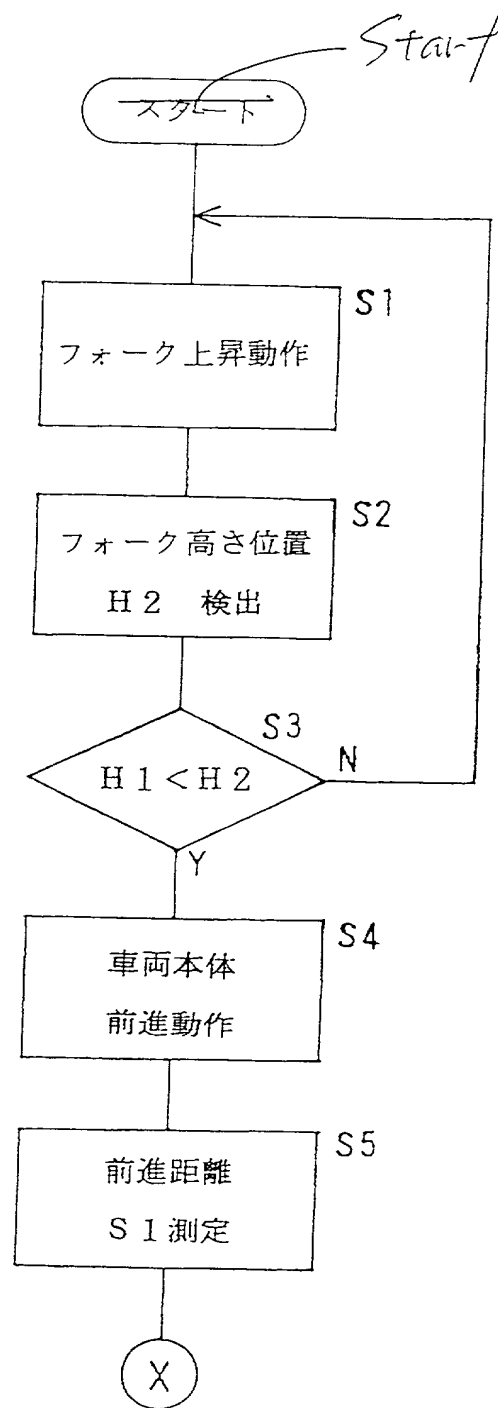 Start
スタート
S1
フォーク上昇動作
S2
フォーク高さ位置
H2 検出
S3
H1<H2
N
Y
S4
車両本体
前進動作
S5
前進距離
S1測定
X